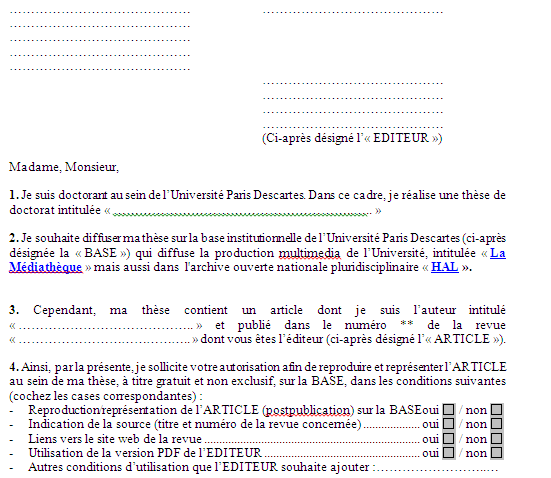 ………………………………………… …………………………………………
…………………………………………
…………………………………………
…………………………………………
…………………………………………
…………………………………………
…………………………………………
…………………………………………
…………………………………………
(Ci-après désigné l'« EDITEUR »)
Madame, Monsieur,
1. Je suis doctorant au sein de l'Université Paris Descartes. Dans ce cadre, je réalise une thèse de
doctorat intitulée « ………………………………………………………….. »
2. Je souhaite diffuser ma thèse sur la base institutionnelle de l'Université Paris Descartes (ci-après
désignée la « BASE ») qui diffuse la production multimedia de l'Université, intitulée « La
Médiathèque » mais aussi dans l'archive ouverte nationale pluridisciplinaire « HAL ».
3. Cependant, ma thèse contient un article dont je suis l'auteur intitulé
« …………………………………… » et publié dans le numéro ** de la revue
« …………………………………… » dont vous êtes l'éditeur (ci-après désigné l'« ARTICLE »).
4. Ainsi, par la présente, je sollicite votre autorisation afin de reproduire et représenter l'ARTICLE
au sein de ma thèse, à titre gratuit et non exclusif, sur la BASE, dans les conditions suivantes
(cochez les cases correspondantes) :
- Reproduction/représentation de l'ARTICLE (postpublication) sur la BASE oui / non
- Indication de la source (titre et numéro de la revue concernée) ................... oui / non
- Liens vers le site web de la revue ........................................................... oui / non
- Utilisation de la version PDF de l'EDITEUR ........................................... oui / non
- Autres conditions d'utilisation que l'EDITEUR souhaite ajouter :…………………………